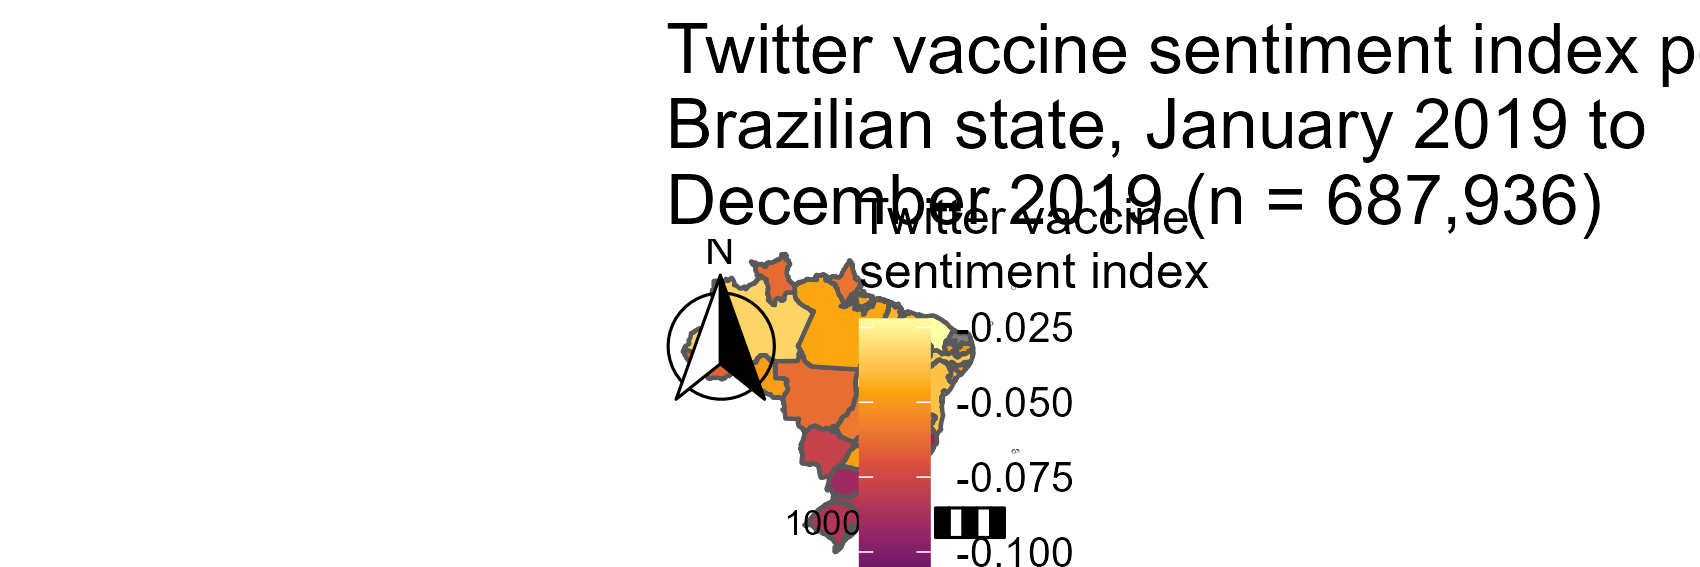 Twitter vaccine sentiment index p
Brazilian state, January 2019 to
December 2019 (n = 687,936)
Twitter vaccine
sentiment index
N
-0.025
-0.050
-0.075
-0.100
1000